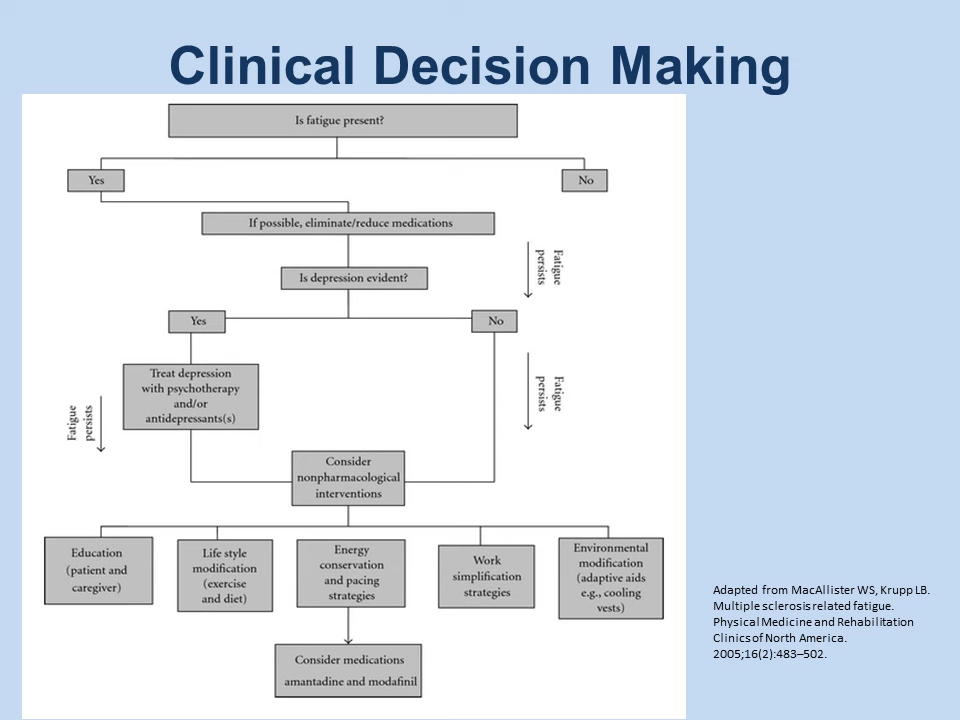 Clinical Decision Making
Is fatigue present?
Yes
No
If possible, eliminate/reduce medications
Is depression evident?
Fatigue
persists
Yes
No
Treat depression
with psychotherapy
and/or
antidepressants(s)
Fatigue
persists
Fatigue
persists
Consider
nonpharmacological
interventions
Education
(patient and
caregiver)
Life style
modification
(exercise
and diet)
Energy
conservation
and pacing
strategies
Work
simplification
strategies
Environmental
modification
(adaptive aids
e.g., cooling
vests)
Consider medications
amantadine and modafinil
Adapted from MacAllister WS, Krupp LB.
Multiple sclerosis related fatigue.
Physical Medicine and Rehabilitation
Clinics of North America.
2005;16(2):483–502.